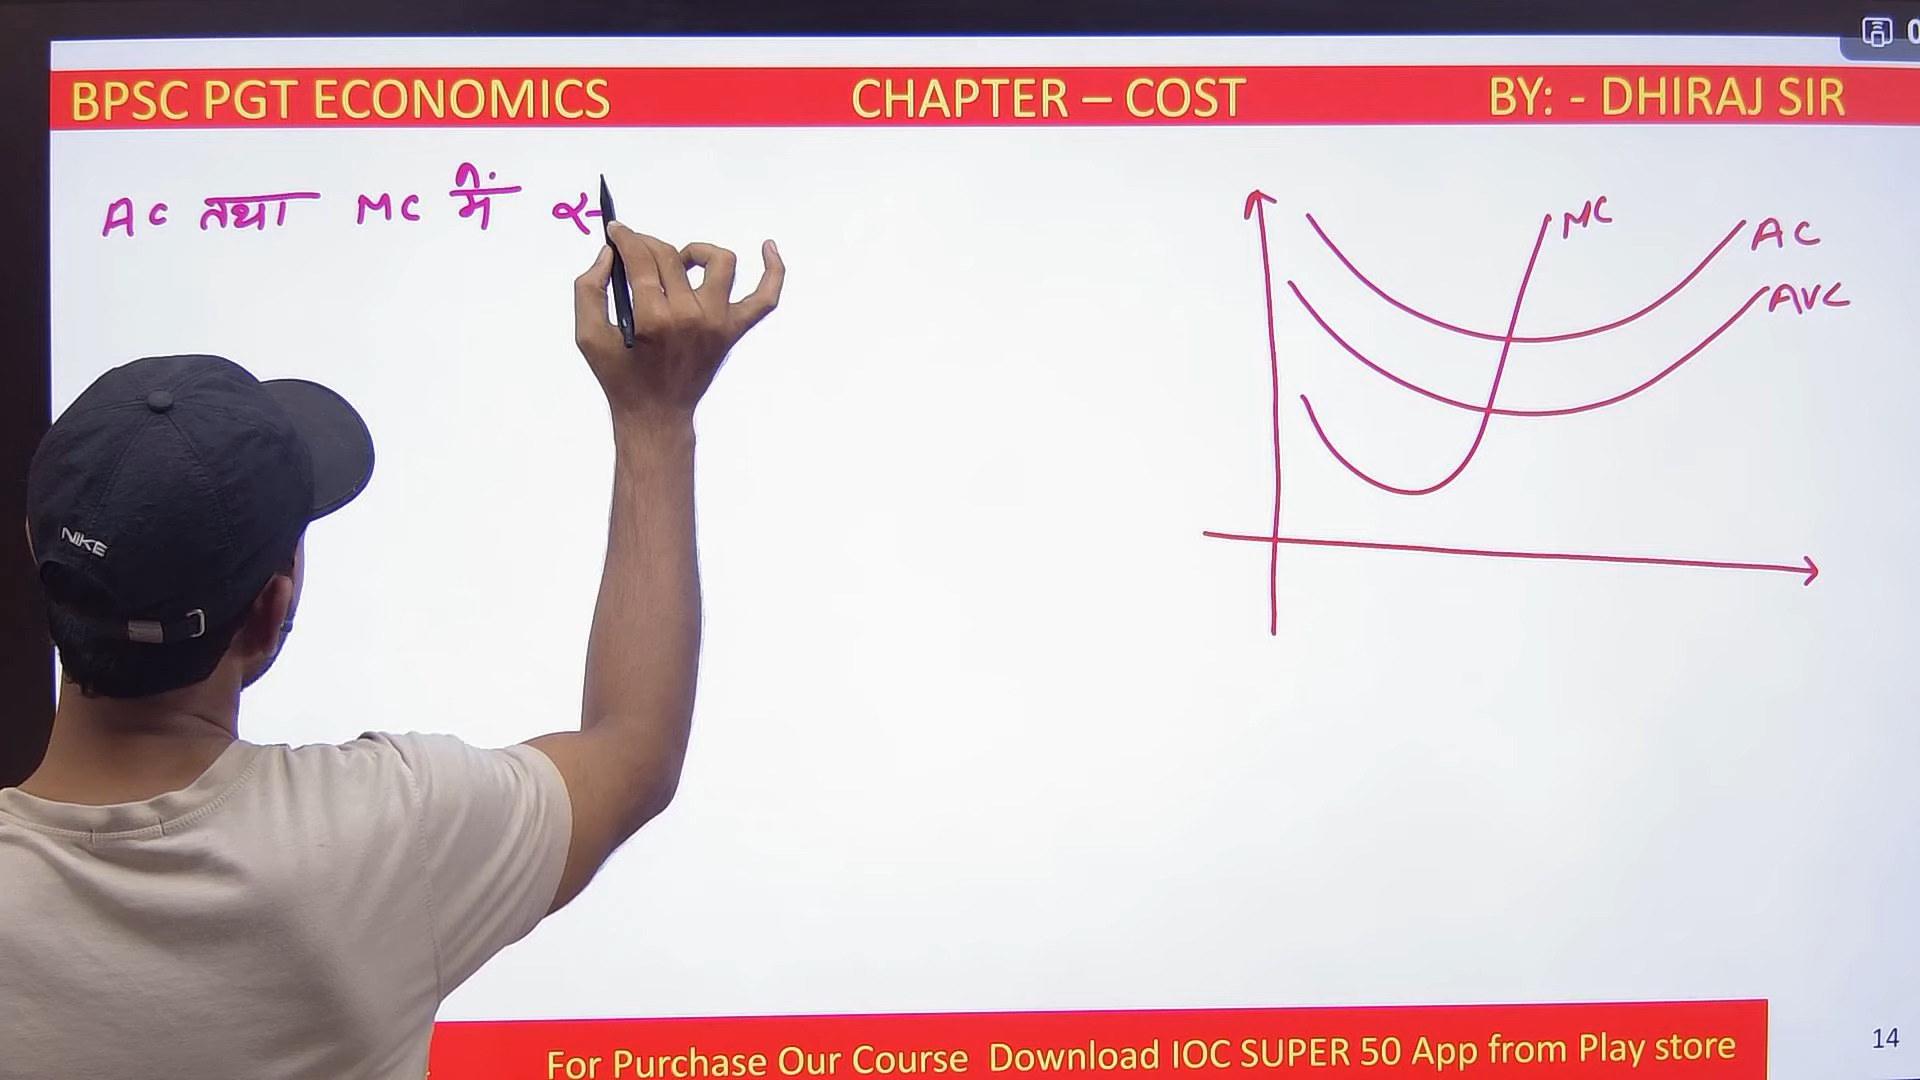 BPSC PGT ECONOMICS CHAPTER – COST BY: - DHIRAJ SIR
AC तथा MC में
MC
AC
AVC
NIKE
For Purchase Our Course Download IOC SUPER 50 App from Play store
14